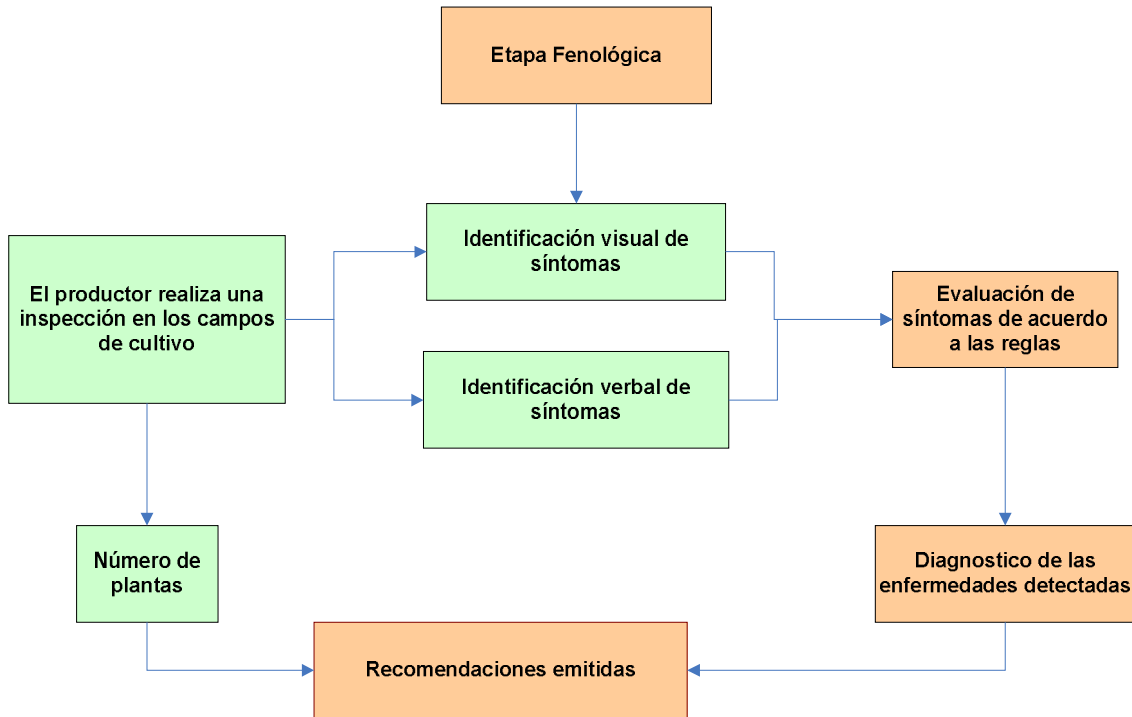 Etapa Fenológica
Identificación visual de
síntomas
El productor realiza una
inspección en los campos
de cultivo
Evaluación de
síntomas de acuerdo
a las reglas
Identificación verbal de
síntomas
Número de
plantas
Diagnostico de las
enfermedades detectadas
Recomendaciones emitidas